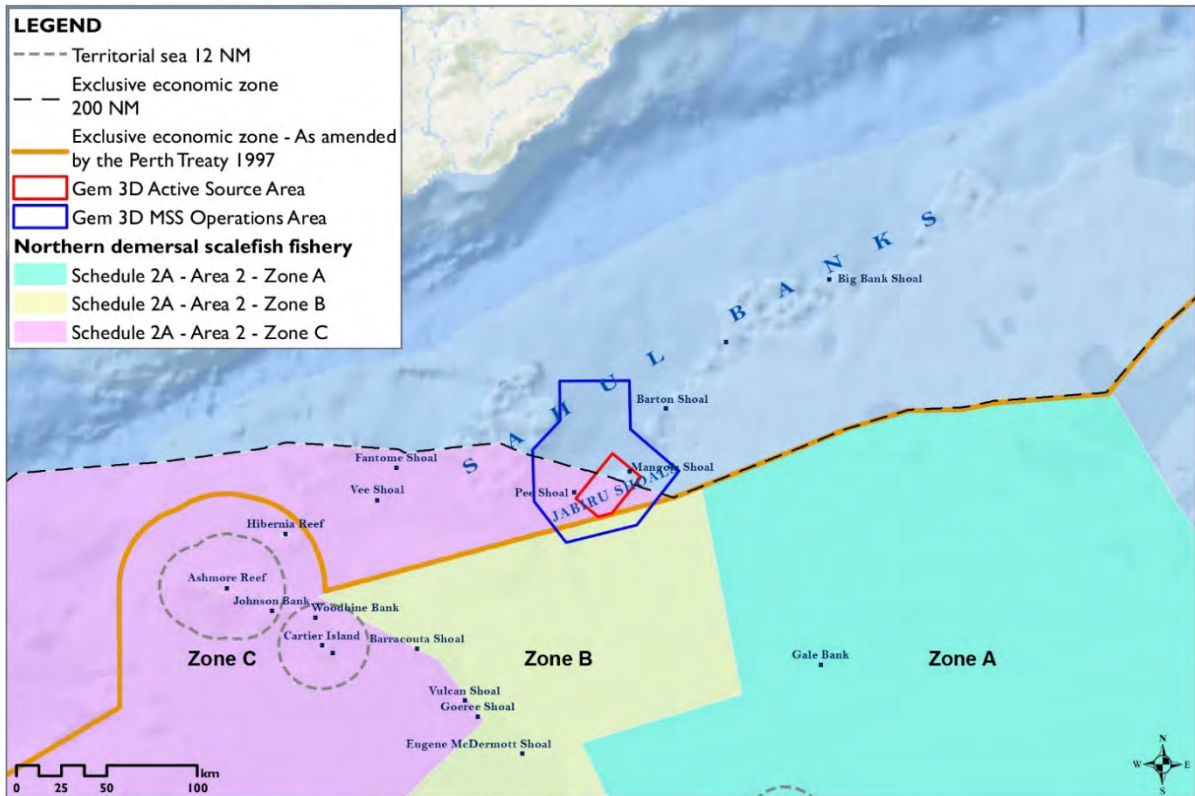 LEGEND
Territorial sea 12 NM
Exclusive economic zone
200 NM
Exclusive economic zone - As amended
by the Perth Treaty 1997
Gem 3D Active Source Area
Gem 3D MSS Operations Area
Northern demersal scalefish fishery
Schedule 2A - Area 2 - Zone A
Schedule 2A - Area 2 - Zone B
Schedule 2A - Area 2 - Zone C
SAHUL BANKS
Big Bank Shoal
Barton Shoal
Fantome Shoal
Mangola Shoal
Vee Shoal
Pee Shoal
JABIRU SHOALS
Hibernia Reef
Ashmore Reef
Johnson Bank
Woodbine Bank
Cartier Island
Barracouta Shoal
Zone C
Zone B
Gale Bank
Zone A
Vulcan Shoal
Goeree Shoal
Eugene McDermott Shoal
0 25 50 100
km
N
W E
S